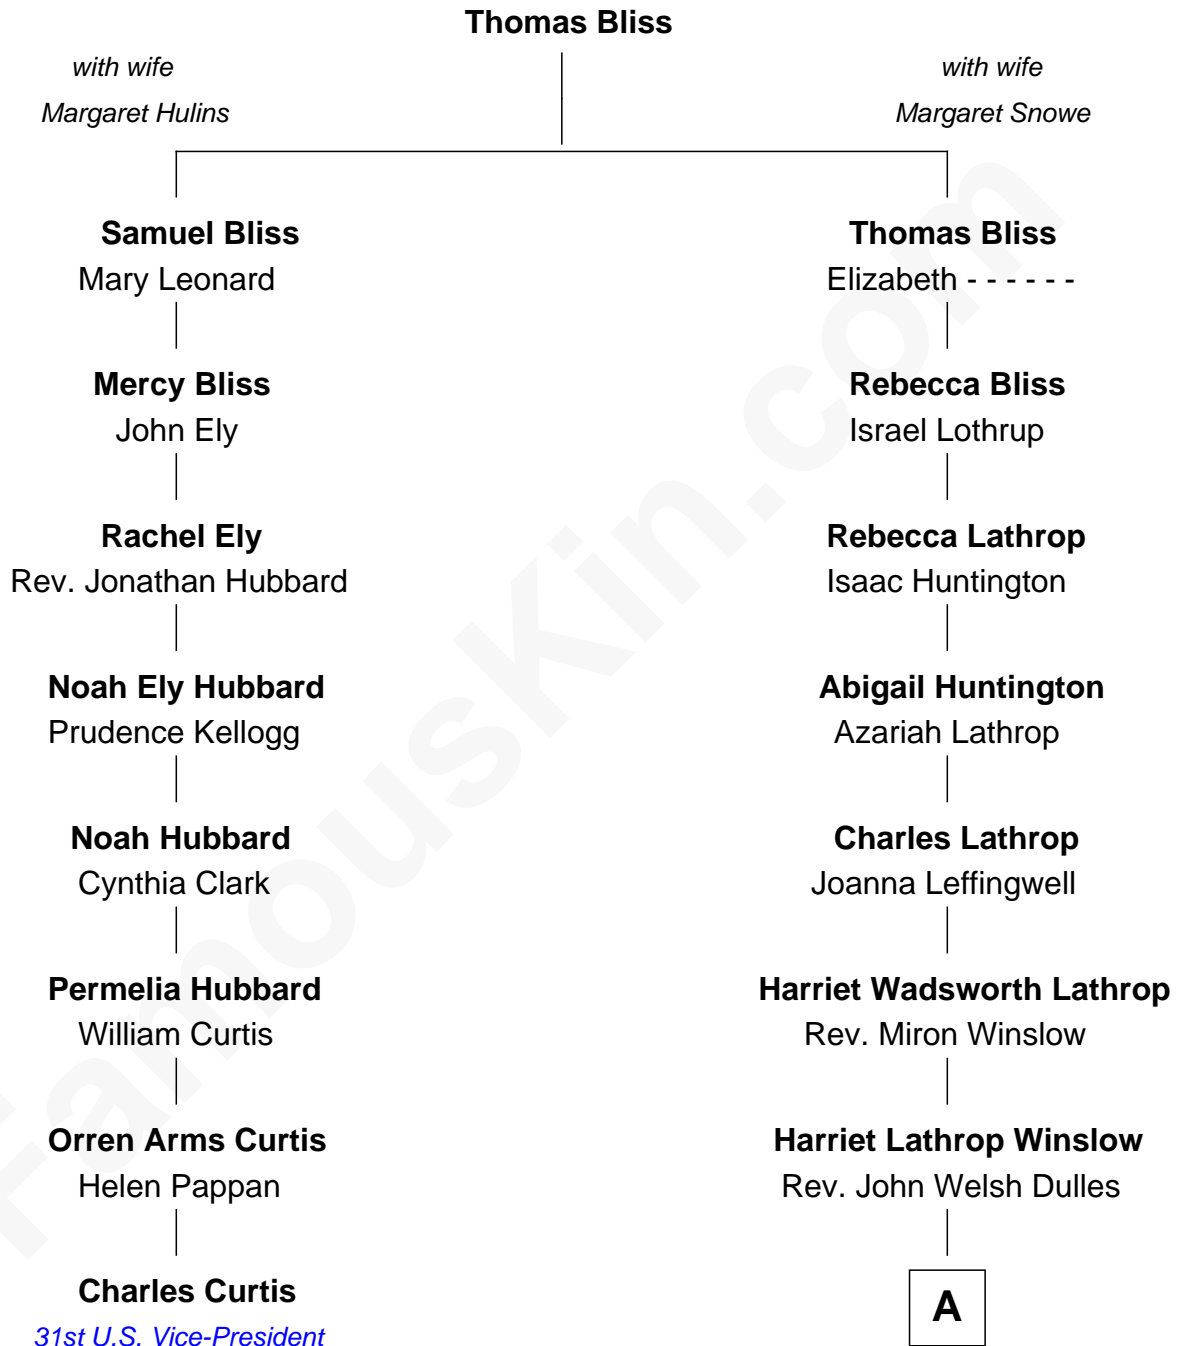 Thomas Bliss
with wife
Margaret Hulins
with wife
Margaret Snowe
Samuel Bliss
Mary Leonard
Thomas Bliss
Elizabeth - - - - - -
Mercy Bliss
John Ely
Rebecca Bliss
Israel Lothrup
Rachel Ely
Rev. Jonathan Hubbard
Rebecca Lathrop
Isaac Huntington
Noah Ely Hubbard
Prudence Kellogg
Abigail Huntington
Azariah Lathrop
Noah Hubbard
Cynthia Clark
Charles Lathrop
Joanna Leffingwell
Permelia Hubbard
William Curtis
Harriet Wadsworth Lathrop
Rev. Miron Winslow
Orren Arms Curtis
Helen Pappan
Harriet Lathrop Winslow
Rev. John Welsh Dulles
Charles Curtis
31st U.S. Vice-President
A
FamousKin.com